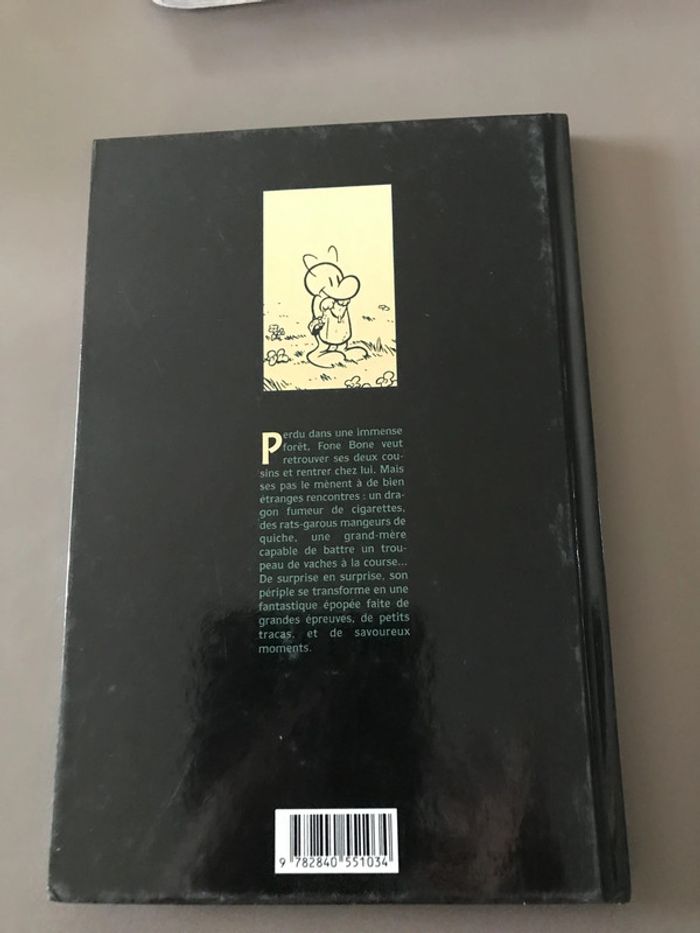 Perdu dans une immense
forêt, Fone Bone veut
retrouver ses deux cou-
sins et rentrer chez lui. Mais
ses pas le mènent à de bien
étranges rencontres : un dra-
gon fumeur de cigarettes,
des rats-garous mangeurs de
quiche, une grand-mère
capable de battre un trou-
peau de vaches à la course...
De surprise en surprise, son
périple se transforme en une
fantastique épopée faite de
grandes épreuves, de petits
tracas, et de savoureux
moments.
9 782840 551034